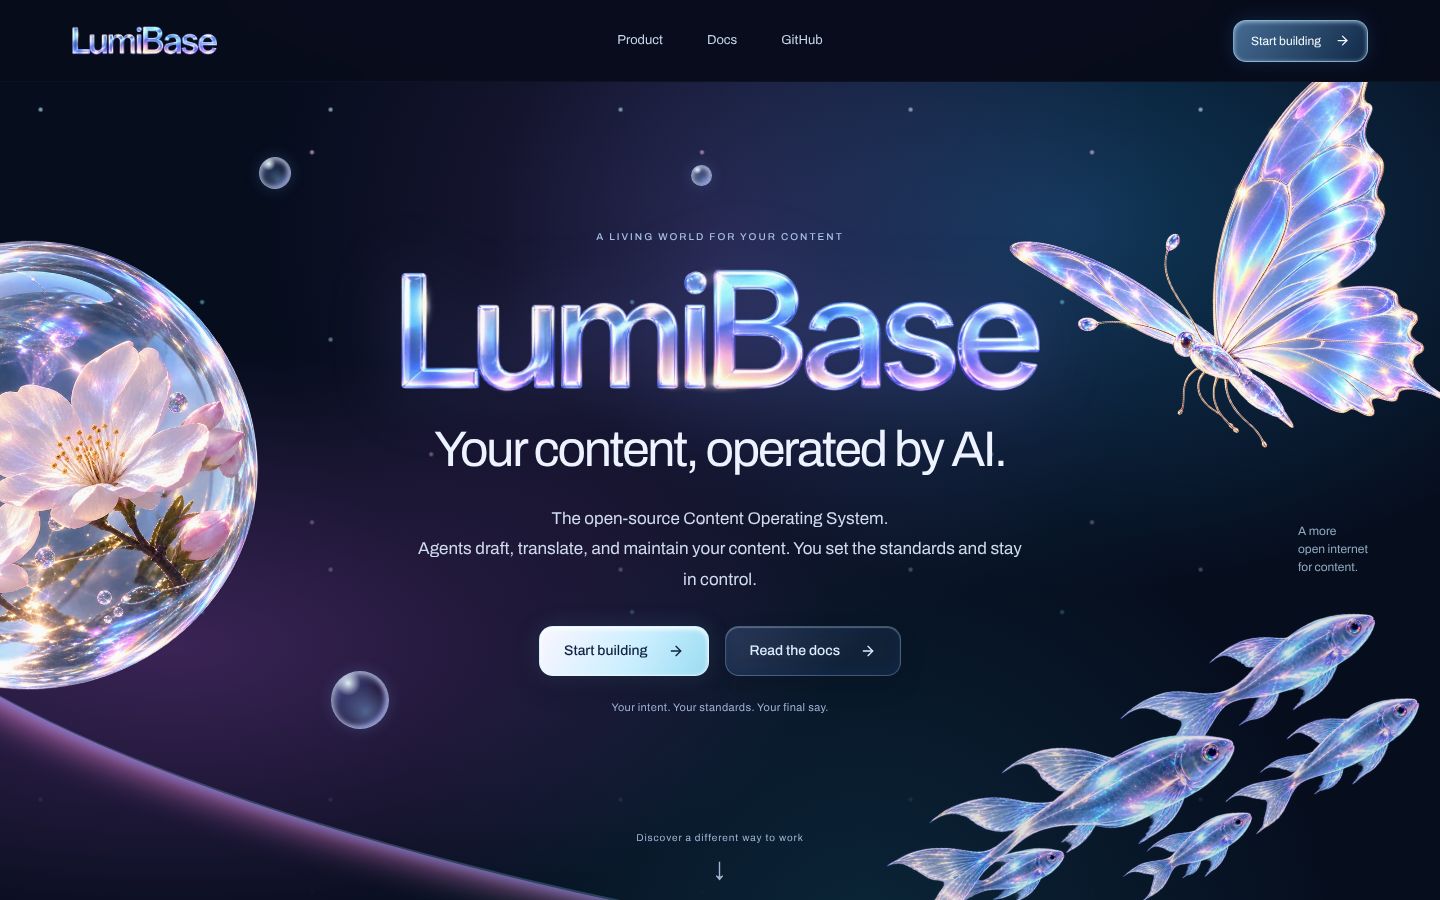 LumiBase
Product
Docs
GitHub
Start building
A LIVING WORLD FOR YOUR CONTENT
LumiBase
Your content, operated by AI.
The open-source Content Operating System.
Agents draft, translate, and maintain your content. You set the standards and stay
in control.
Start building
Read the docs
Your intent. Your standards. Your final say.
A more
open internet
for content.
Discover a different way to work